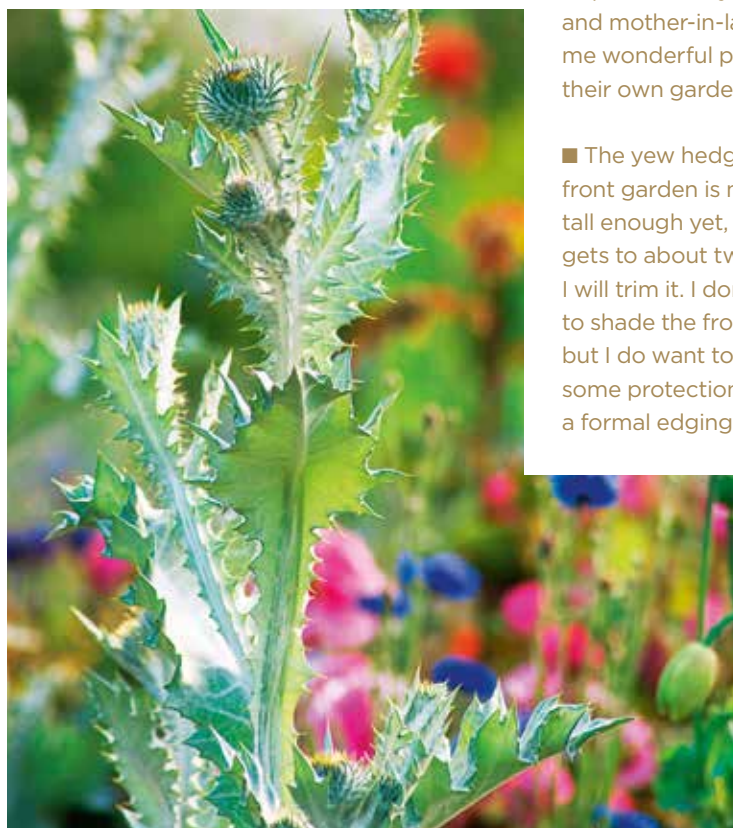 and mother-in-la
me wonderful p
their own garde
■ The yew hedg
front garden is
tall enough yet,
gets to about tw
I will trim it. I do
to shade the fro
but I do want to
some protection
a formal edging